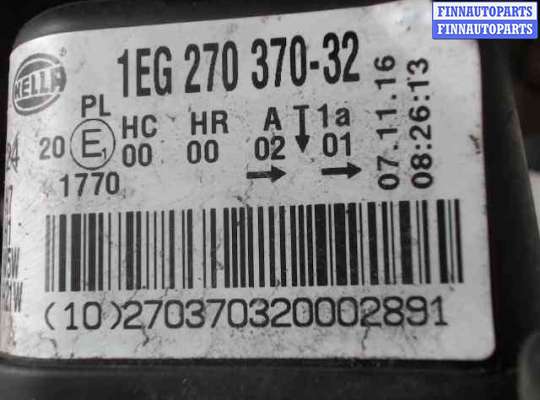 FINNAUTOPARTS
FINNAUTOPARTS
HELLA
1EG 270 370-32
PL
20 E1 HC HR A 1a
00 00 02 01
1770
07.11.16
08:26:13
(10)270370320002891